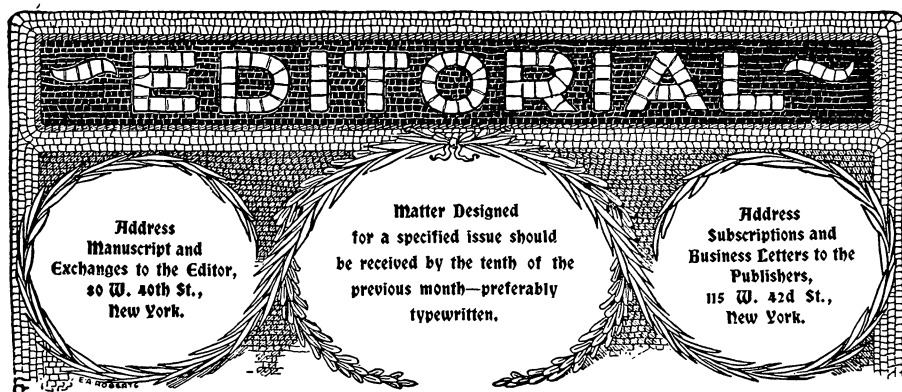 EDITORIAL
Address
Manuscript and
Exchanges to the Editor,
80 W. 40th St.,
New York.
Matter Designed
for a specified issue should
be received by the tenth of the
previous month—preferably
typewritten.
Address
Subscriptions and
Business Letters to the
Publishers,
115 W. 42d St.,
New York.
E A ROBERTS